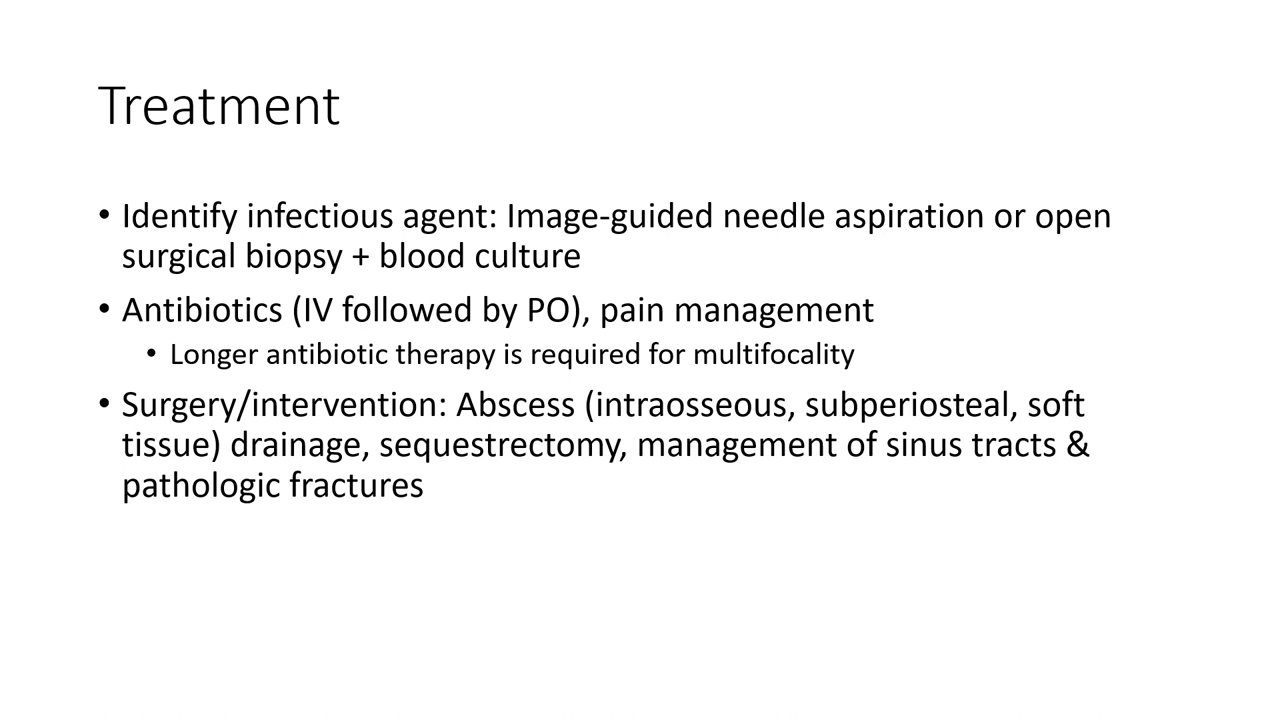 Treatment
• Identify infectious agent: Image-guided needle aspiration or open
surgical biopsy + blood culture
• Antibiotics (IV followed by PO), pain management
• Longer antibiotic therapy is required for multifocality
• Surgery/intervention: Abscess (intraosseous, subperiosteal, soft
tissue) drainage, sequestrectomy, management of sinus tracts &
pathologic fractures